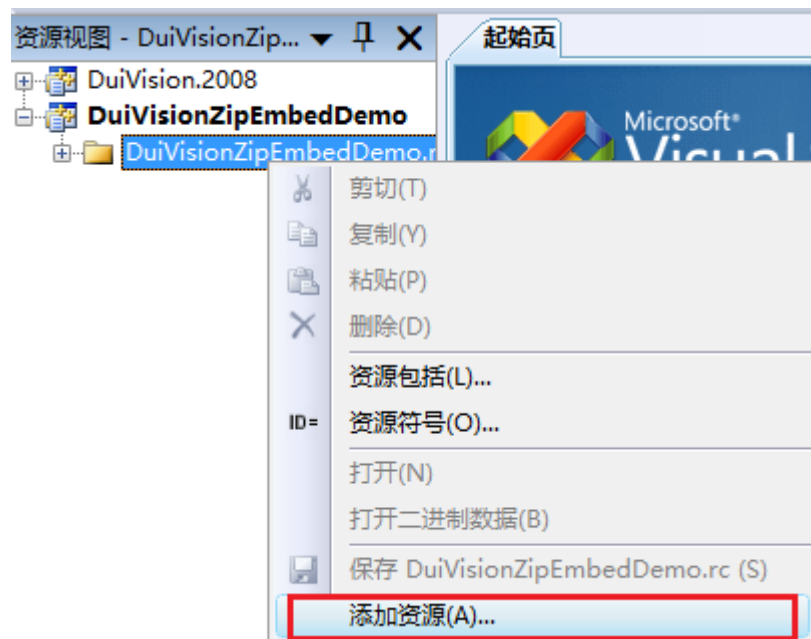 资源视图 - DuiVisionZip...
起始页
DuiVision.2008
DuiVisionZipEmbedDemo
DuiVisionZipEmbedDemo.r
Microsoft®
Visual
剪切(T)
复制(Y)
粘贴(P)
删除(D)
资源包括(L)...
ID=
资源符号(O)...
打开(N)
打开二进制数据(B)
保存 DuiVisionZipEmbedDemo.rc (S)
添加资源(A)...